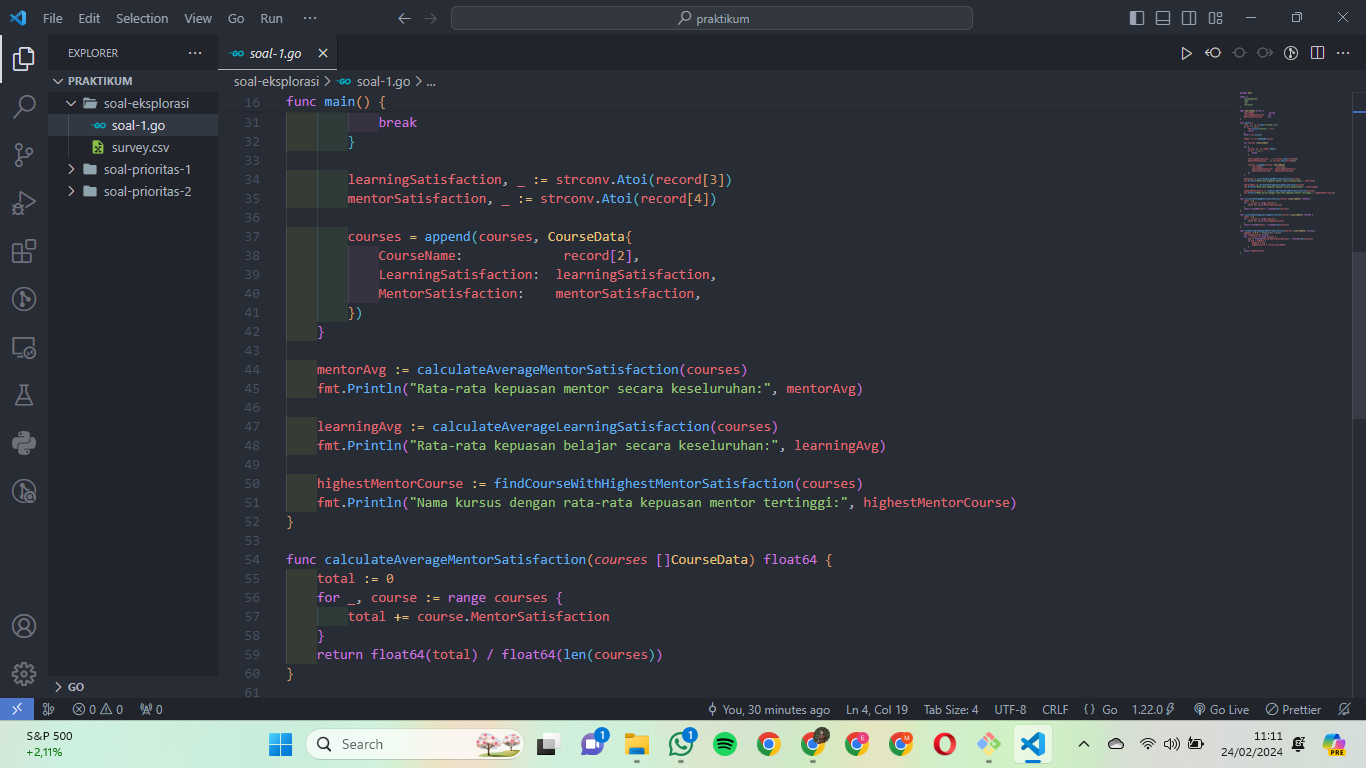 File Edit Selection View Go Run ··· praktikum
EXPLORER ···
PRAKTIKUM
soal-eksplorasi
soal-1.go
survey.csv
soal-prioritas-1
soal-prioritas-2
GO
soal-1.go
soal-eksplorasi > soal-1.go > ...
16 func main() {
31 break
32 }
33
34 learningSatisfaction, _ := strconv.Atoi(record[3])
35 mentorSatisfaction, _ := strconv.Atoi(record[4])
36
37 courses = append(courses, CourseData{
38 CourseName: record[2],
39 LearningSatisfaction: learningSatisfaction,
40 MentorSatisfaction: mentorSatisfaction,
41 })
42 }
43
44 mentorAvg := calculateAverageMentorSatisfaction(courses)
45 fmt.Println("Rata-rata kepuasan mentor secara keseluruhan:", mentorAvg)
46
47 learningAvg := calculateAverageLearningSatisfaction(courses)
48 fmt.Println("Rata-rata kepuasan belajar secara keseluruhan:", learningAvg)
49
50 highestMentorCourse := findCourseWithHighestMentorSatisfaction(courses)
51 fmt.Println("Nama kursus dengan rata-rata kepuasan mentor tertinggi:", highestMentorCourse)
52 }
53
54 func calculateAverageMentorSatisfaction(courses []CourseData) float64 {
55 total := 0
56 for _, course := range courses {
57 total += course.MentorSatisfaction
58 }
59 return float64(total) / float64(len(courses))
60 }
61
0 0 0 You, 30 minutes ago Ln 4, Col 19 Tab Size: 4 UTF-8 CRLF {} Go 1.22.0 Go Live Prettier
S&P 500
+2,11%
Search
1
1
PRE
11:11
24/02/2024